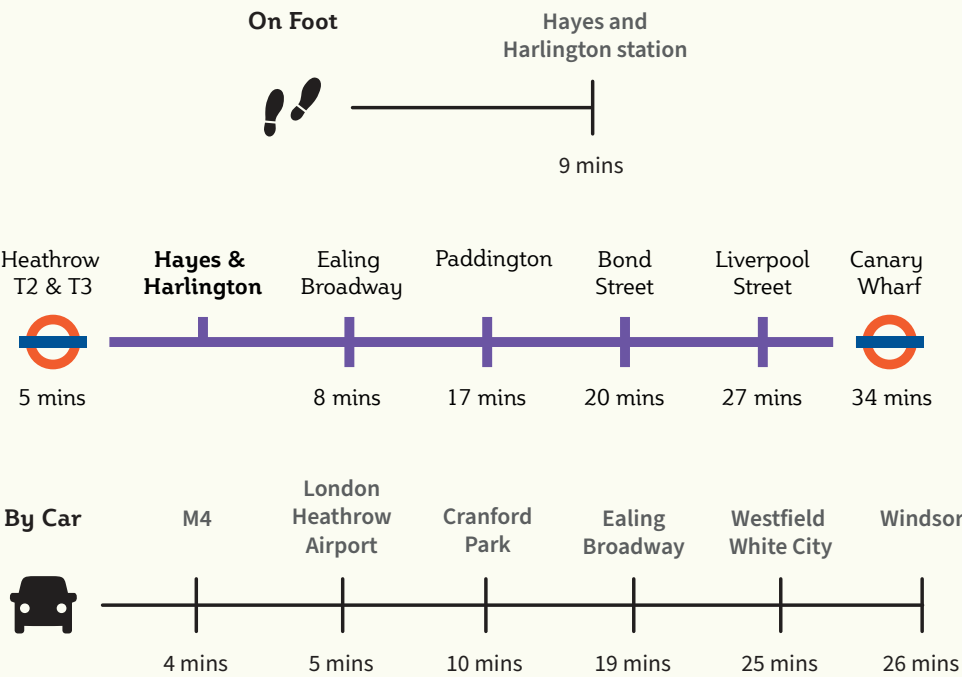 On Foot
Hayes and
Harlington station
9 mins
Heathrow
T2 & T3
Hayes &
Harlington
Ealing
Broadway
Paddington
Bond
Street
Liverpool
Street
Canary
Wharf
5 mins
8 mins
17 mins
20 mins
27 mins
34 mins
By Car
M4
London
Heathrow
Airport
Cranford
Park
Ealing
Broadway
Westfield
White City
Windsor
4 mins
5 mins
10 mins
19 mins
25 mins
26 mins